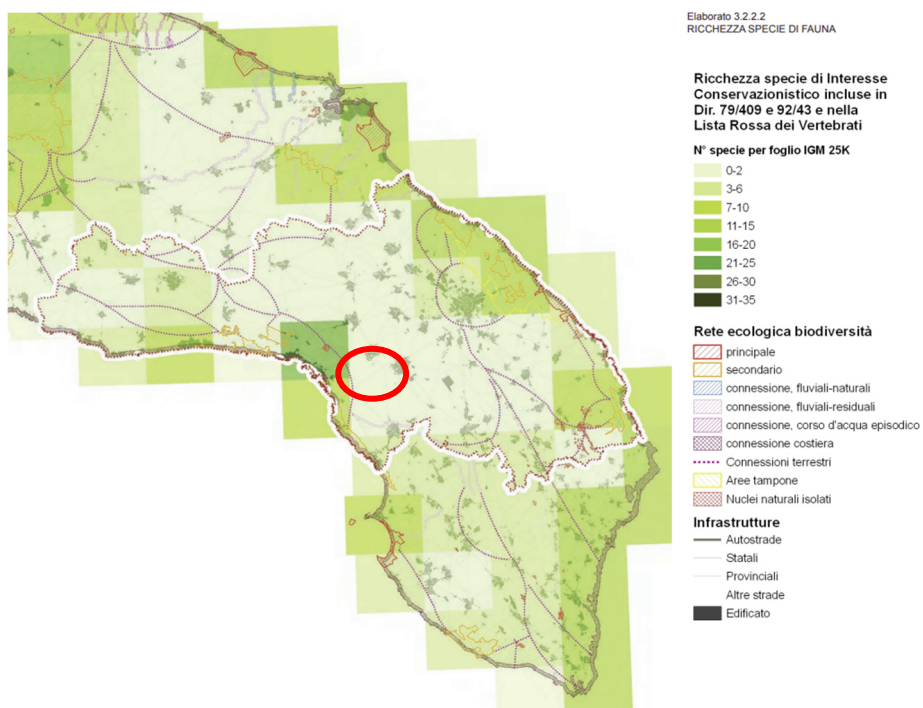 Elaborato 3.2.2.2
RICCHEZZA SPECIE DI FAUNA
Ricchezza specie di Interesse
Conservazionistico incluse in
Dir. 79/409 e 92/43 e nella
Lista Rossa dei Vertebrati
N° specie per foglio IGM 25K
0-2
3-6
7-10
11-15
16-20
21-25
26-30
31-35
Rete ecologica biodiversità
principale
secondario
connessione, fluviali-naturali
connessione, fluviali-residuali
connessione, corso d'acqua episodico
connessione costiera
Connessioni terrestri
Aree tampone
Nuclei naturali isolati
Infrastrutture
Autostrade
Statali
Provinciali
Altre strade
Edificato